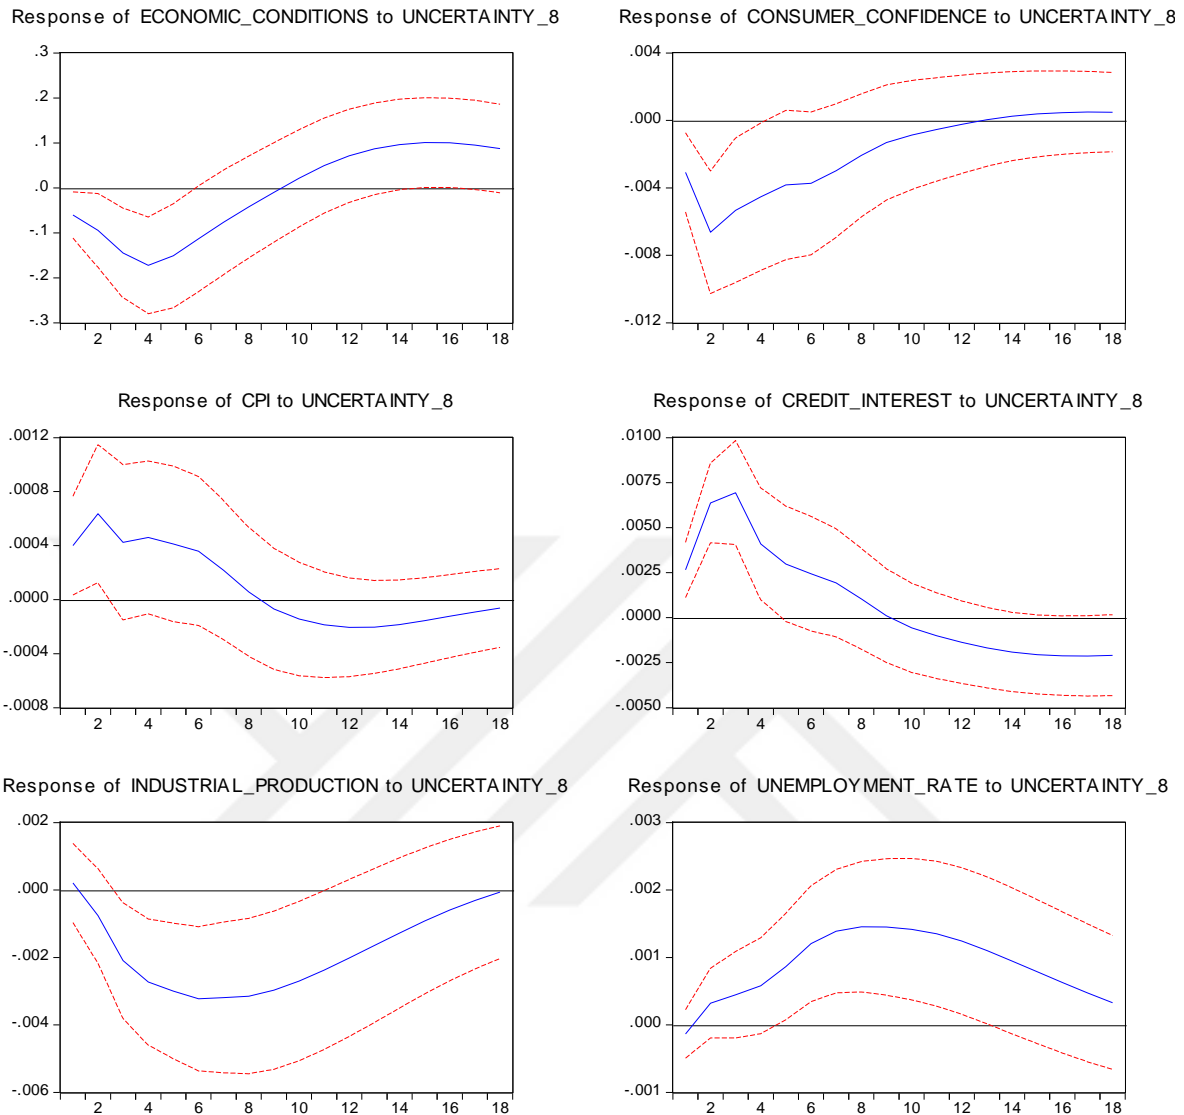 Response of ECONOMIC_CONDITIONS to UNCERTAINTY_8
.3
.2
.1
.0
-.1
-.2
-.3
2 4 6 8 10 12 14 16 18
Response of CONSUMER_CONFIDENCE to UNCERTAINTY_8
.004
.000
-.004
-.008
-.012
2 4 6 8 10 12 14 16 18
Response of CPI to UNCERTAINTY_8
.0012
.0008
.0004
.0000
-.0004
-.0008
2 4 6 8 10 12 14 16 18
Response of CREDIT_INTEREST to UNCERTAINTY_8
.0100
.0075
.0050
.0025
.0000
-.0025
-.0050
2 4 6 8 10 12 14 16 18
Response of INDUSTRIAL_PRODUCTION to UNCERTAINTY_8
.002
.000
-.002
-.004
-.006
2 4 6 8 10 12 14 16 18
Response of UNEMPLOYMENT_RATE to UNCERTAINTY_8
.003
.002
.001
.000
-.001
2 4 6 8 10 12 14 16 18